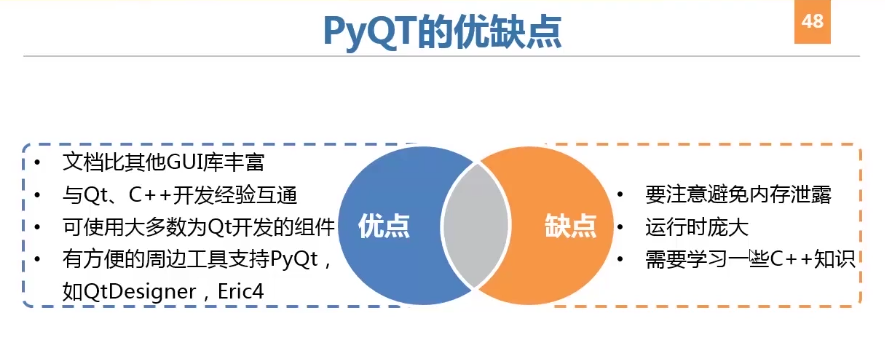 PyQT的优缺点
48
• 文档比其他GUI库丰富
• 与Qt、C++开发经验互通
• 可使用大多数为Qt开发的组件
• 有方便的周边工具支持PyQt，
如QtDesigner，Eric4
优点
缺点
• 要注意避免内存泄露
• 运行时庞大
• 需要学习一些C++知识